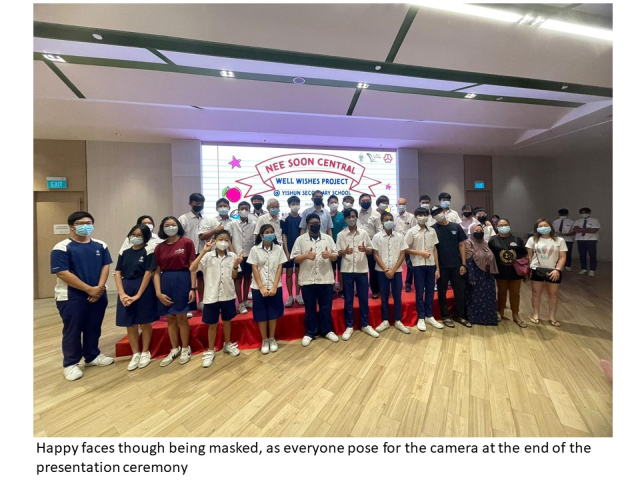 EXIT
NEE SOON CENTRAL
WELL WISHES PROJECT
@ YISHUN SECONDARY SCHOOL
EXIT
Happy faces though being masked, as everyone pose for the camera at the end of the
presentation ceremony